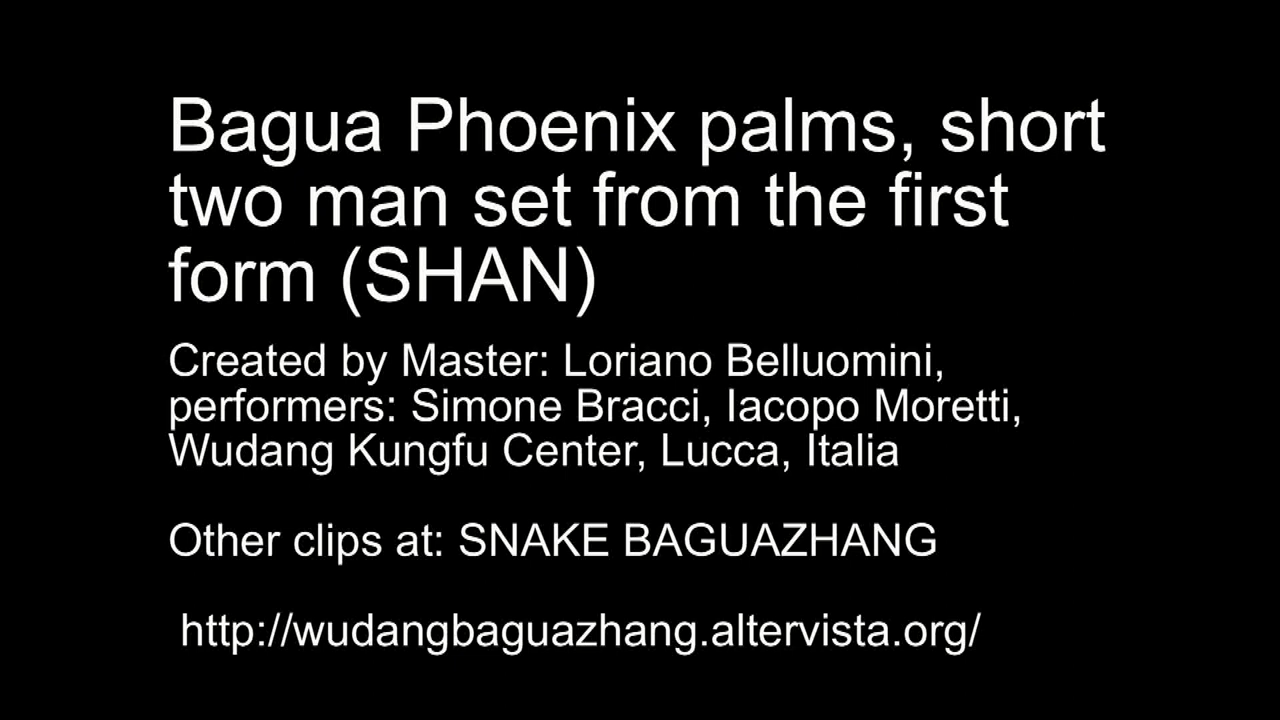 Bagua Phoenix palms, short
two man set from the first
form (SHAN)
Created by Master: Loriano Belluomini,
performers: Simone Bracci, Iacopo Moretti,
Wudang Kungfu Center, Lucca, Italia
Other clips at: SNAKE BAGUAZHANG
http://wudangbaguazhang.altervista.org/